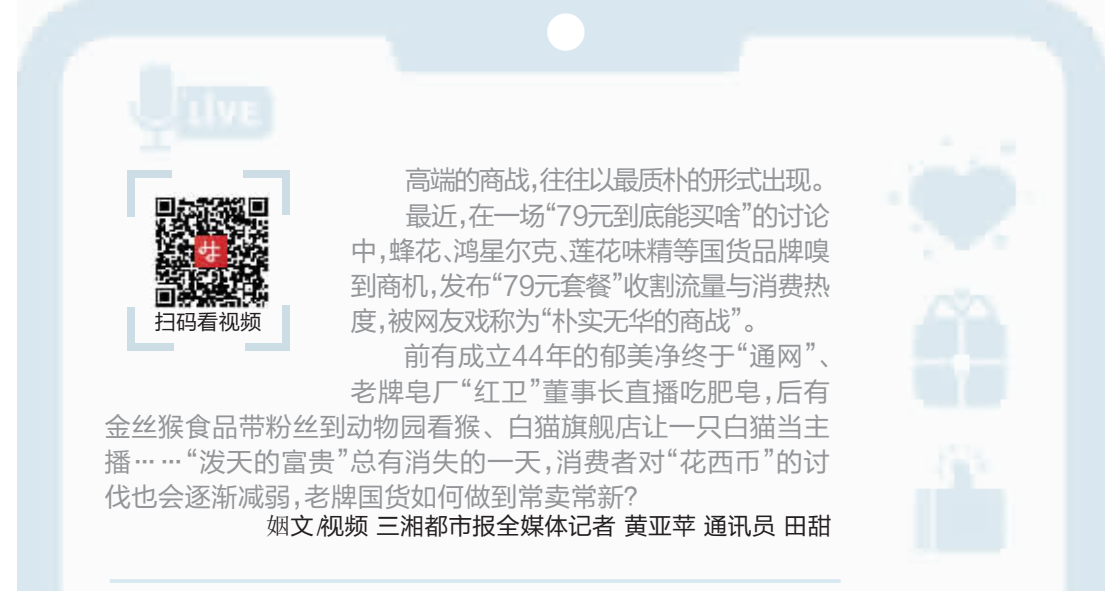 LIVE
高端的商战,往往以最质朴的形式出现。
最近,在一场“79元到底能买啥”的讨论
中,蜂花、鸿星尔克、莲花味精等国货品牌嗅
到商机,发布“79元套餐”收割流量与消费热
度,被网友戏称为“朴实无华的商战”。
扫码看视频
前有成立44年的郁美净终于“通网”、
老牌皂厂“红卫”董事长直播吃肥皂,后有
金丝猴食品带粉丝到动物园看猴、白猫旗舰店让一只白猫当主
播……“泼天的富贵”总有消失的一天,消费者对“花西币”的讨
伐也会逐渐减弱,老牌国货如何做到常卖常新?
姻文/视频 三湘都市报全媒体记者 黄亚苹 通讯员 田甜